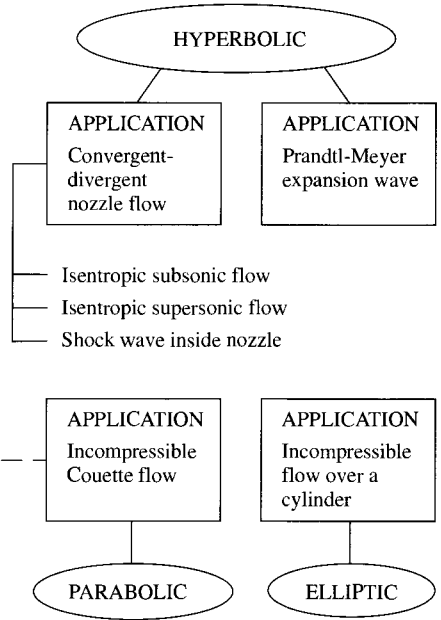 HYPERBOLIC
APPLICATION
Convergent-
divergent
nozzle flow
APPLICATION
Prandtl-Meyer
expansion wave
Isentropic subsonic flow
Isentropic supersonic flow
Shock wave inside nozzle
APPLICATION
Incompressible
Couette flow
APPLICATION
Incompressible
flow over a
cylinder
PARABOLIC
ELLIPTIC